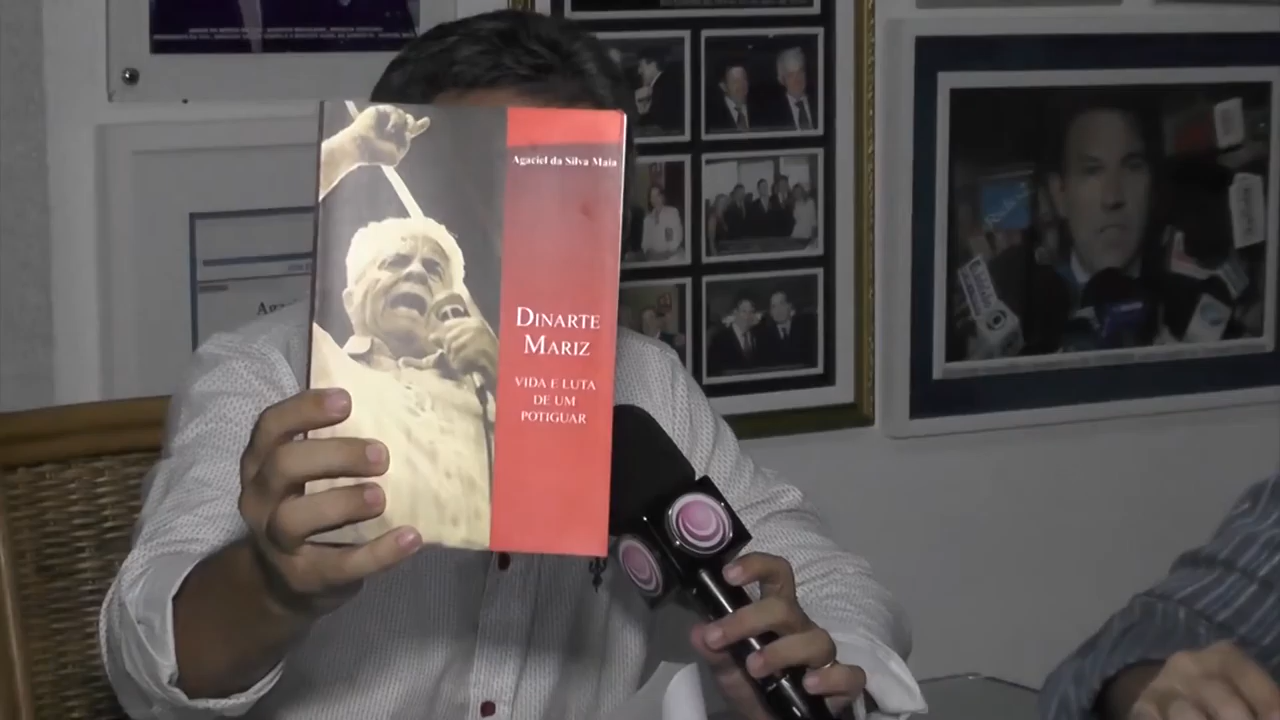 Agaciel da Silva Maia
DINARTE
MARIZ
VIDA E LUTA
DE UM
POTIGUAR